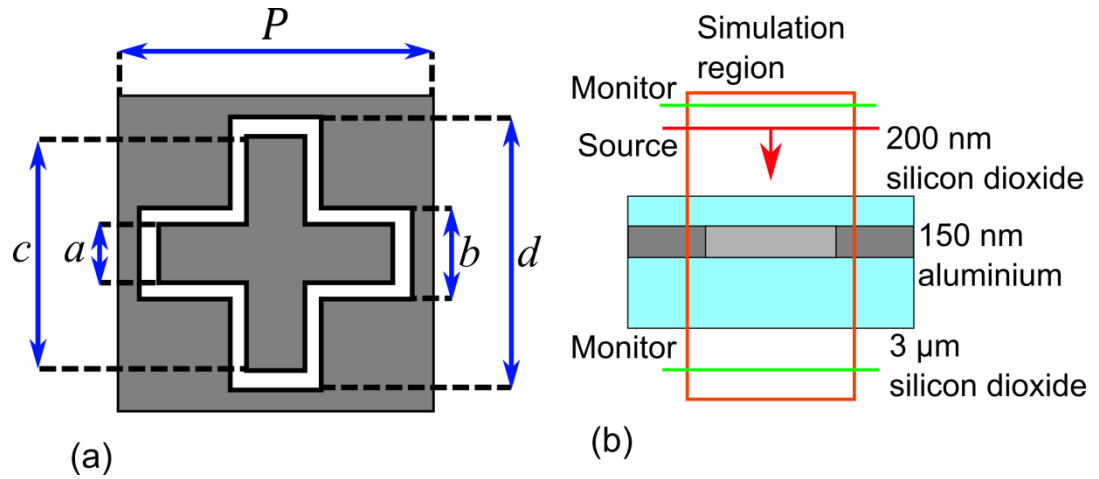 P
c
a
b
d
(a)
Simulation
region
Monitor
Source
200 nm
silicon dioxide
150 nm
aluminium
Monitor
3 µm
silicon dioxide
(b)